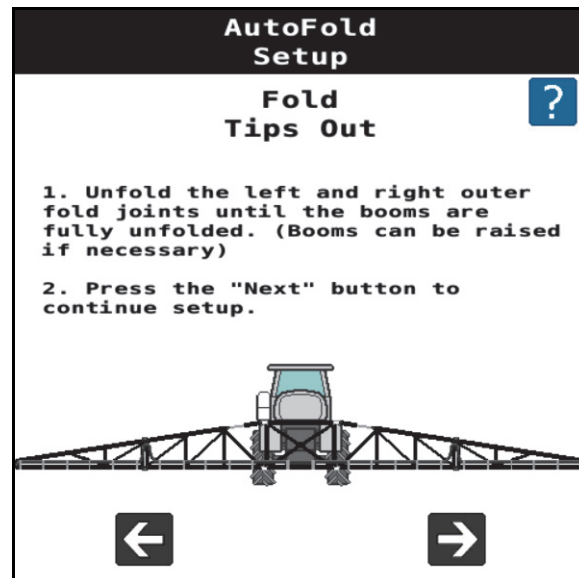 AutoFold
Setup
Fold
Tips Out
?
1. Unfold the left and right outer
fold joints until the booms are
fully unfolded. (Booms can be raised
if necessary)
2. Press the "Next" button to
continue setup.